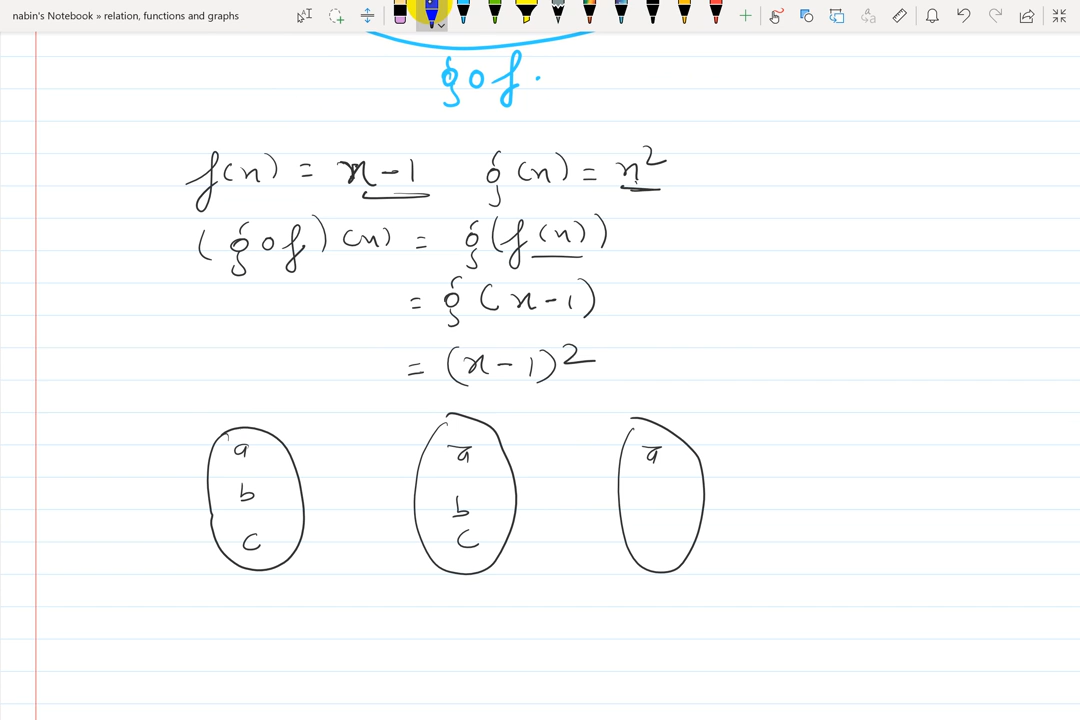 nabin's Notebook » relation, functions and graphs
gof.
f(x) = x-1 g(x) = x²
(gof)(x) = g(f(x))
= g(x-1)
= (x-1)²
a a a
b b
c c